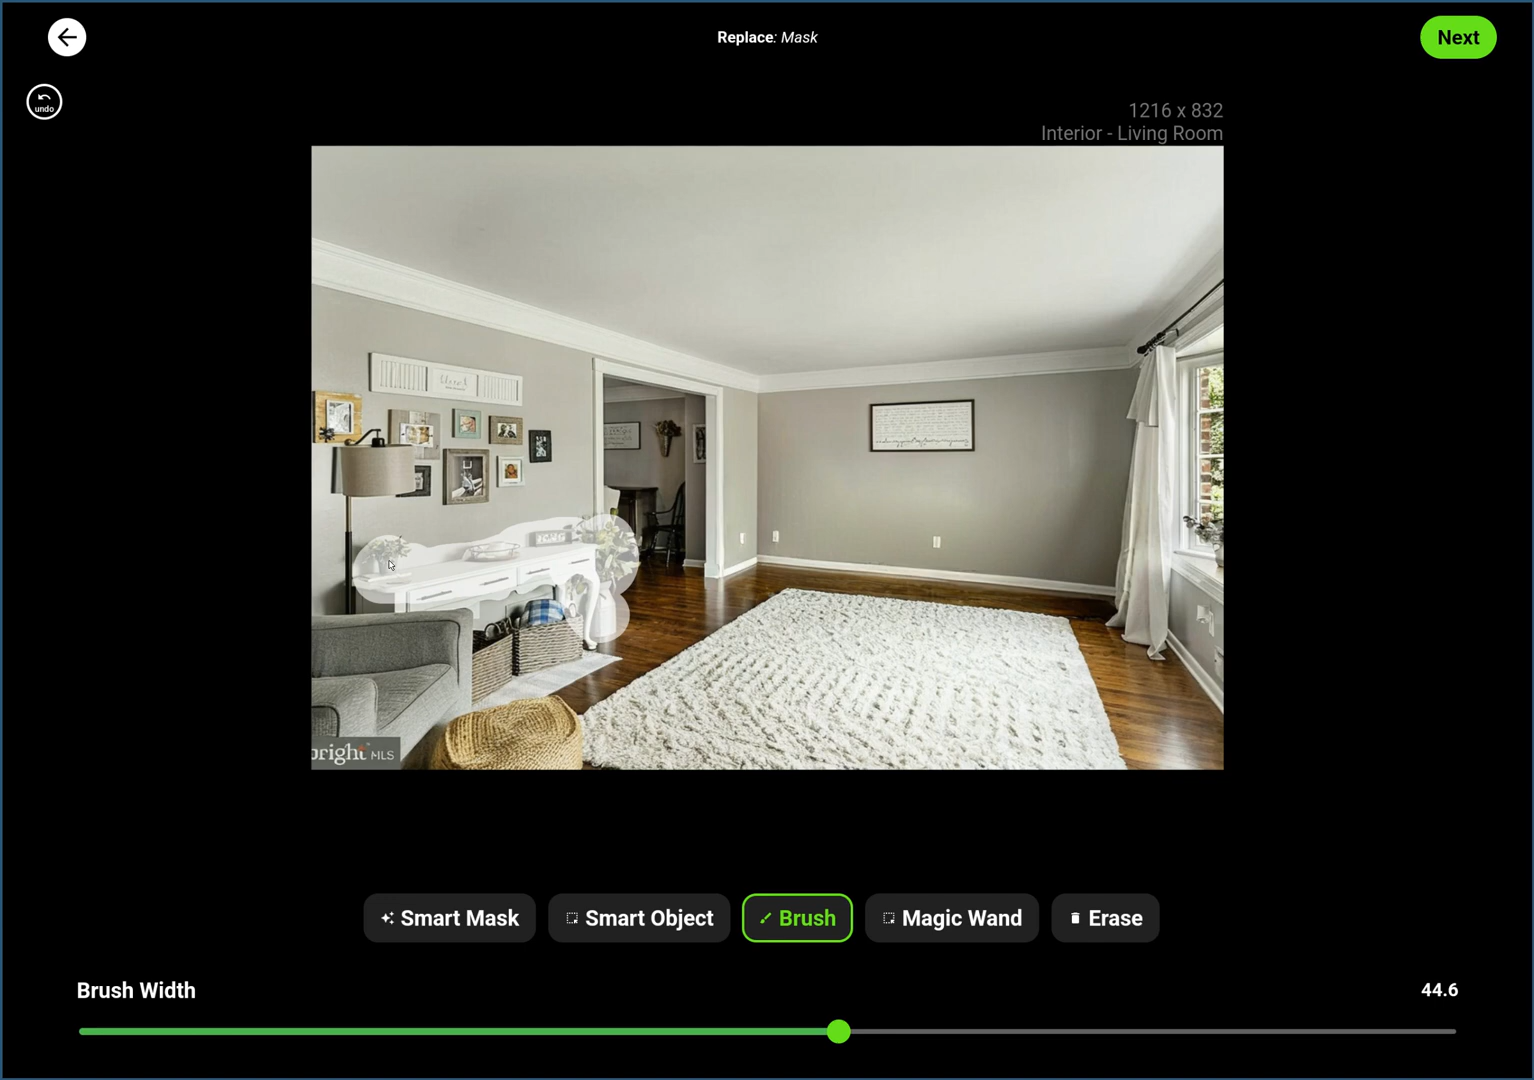 Replace: Mask
Next
undo
1216 x 832
Interior - Living Room
bright MLS
Smart Mask
Smart Object
Brush
Magic Wand
Erase
Brush Width
44.6